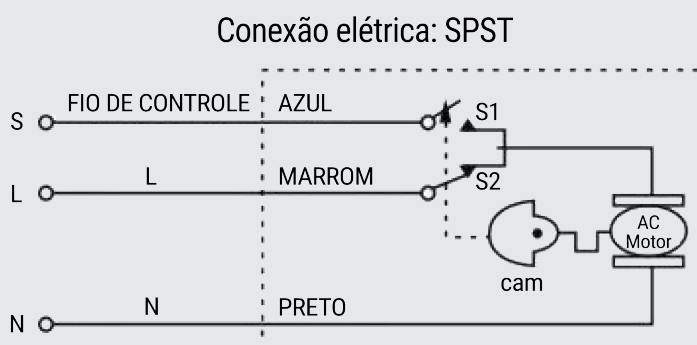 Conexão elétrica: SPST
S FIO DE CONTROLE AZUL S1
L L MARROM S2
AC
Motor
cam
N N PRETO